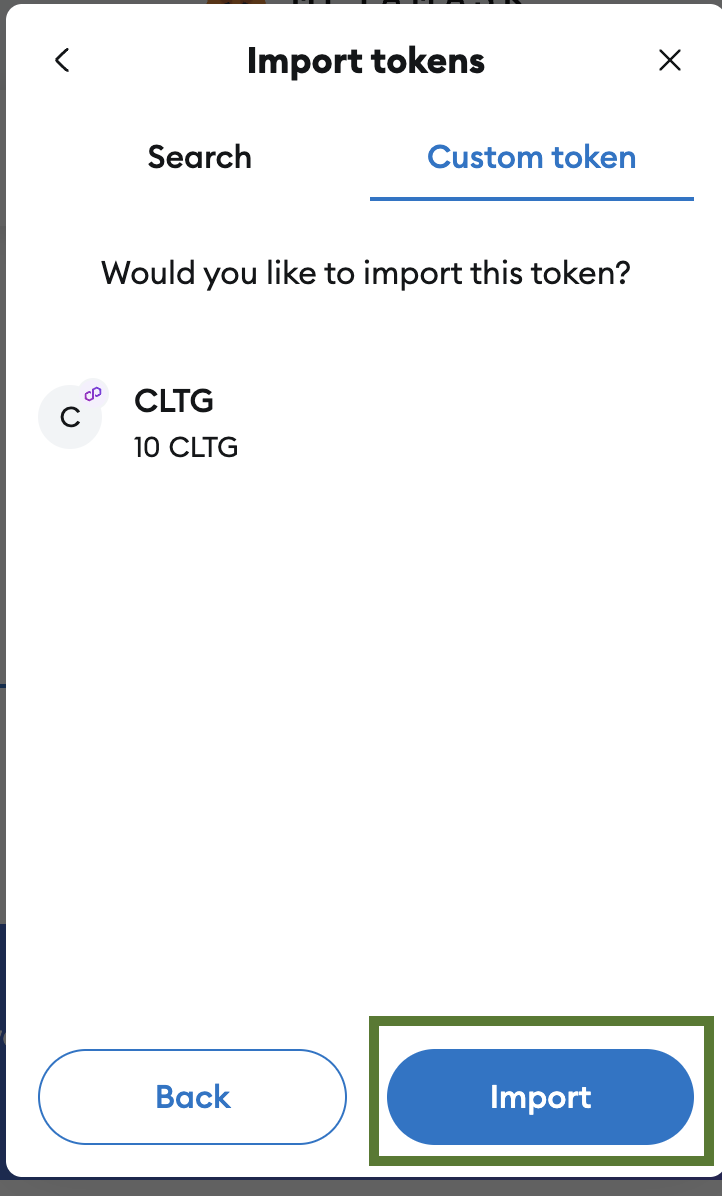 Import tokens
Search
Custom token
Would you like to import this token?
C
CLTG
10 CLTG
Back
Import